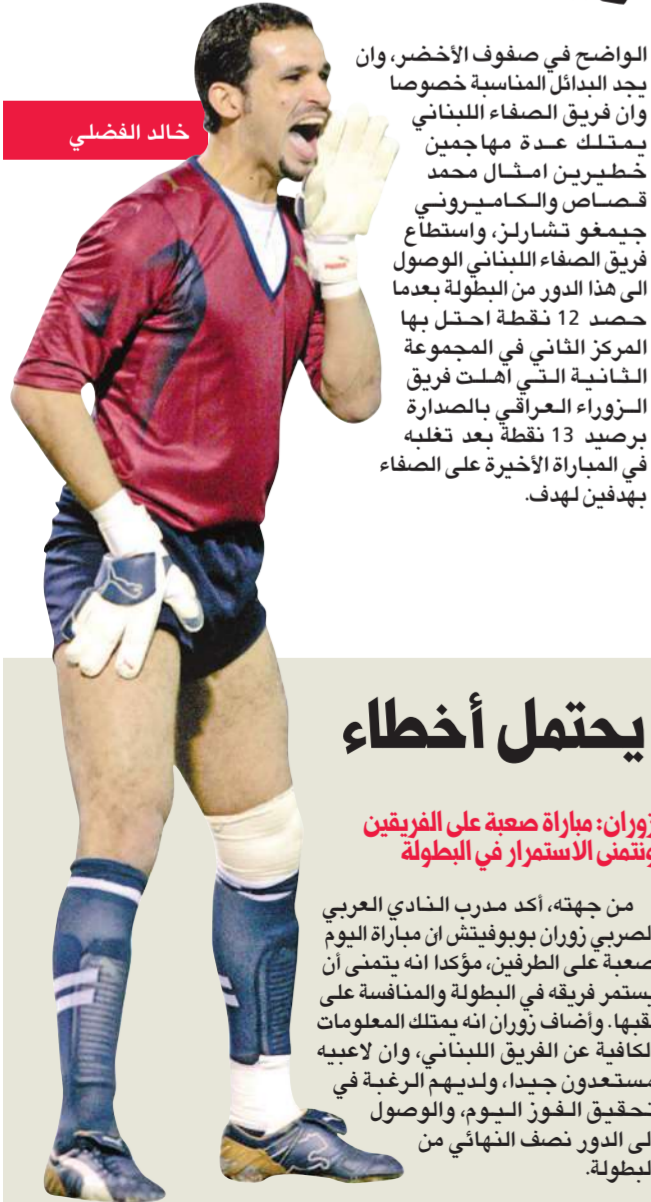 الواضح في صفوف الأخضر، وان
يجد البدائل المناسبة خصوصا
وان فريق الصفاء اللبناني
يمتلك عدة مهاجمين
خطيرين امثال محمد
قصاص والكاميروني
جيمغو تشارلز، واستطاع
فريق الصفاء اللبناني الوصول
الى هذا الدور من البطولة بعدما
حصد 12 نقطة احتل بها
المركز الثاني في المجموعة
الثانية التي اهلت فريق
الزوراء العراقي بالصدارة
برصيد 13 نقطة بعد تغلبه
في المباراة الأخيرة على الصفاء
بهدفين لهدف.
خالد الفضلي
يحتمل أخطاء
زوران: مباراة صعبة على الفريقين
ونتمنى الاستمرار في البطولة
من جهته، أكد مدرب النادي العربي
لصربي زوران بوبوفيتش ان مباراة اليوم
صعبة على الطرفين، مؤكدا انه يتمنى أن
يستمر فريقه في البطولة والمنافسة على
لقبها. وأضاف زوران انه يمتلك المعلومات
لكافية عن الفريق اللبناني، وان لاعبيه
مستعدون جيدا، ولديهم الرغبة في
تحقيق الفوز اليوم، والوصول
لى الدور نصف النهائي من
لبطولة.